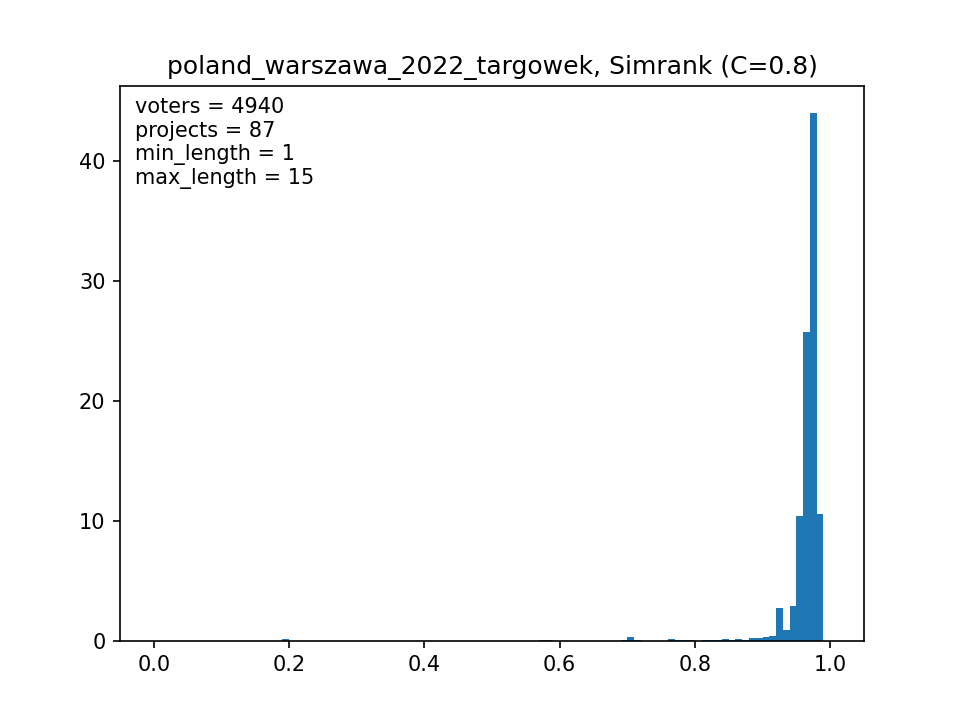 poland_warszawa_2022_targowek, Simrank (C=0.8)
voters = 4940
projects = 87
min_length = 1
max_length = 15
40
30
20
10
0
0.0 0.2 0.4 0.6 0.8 1.0